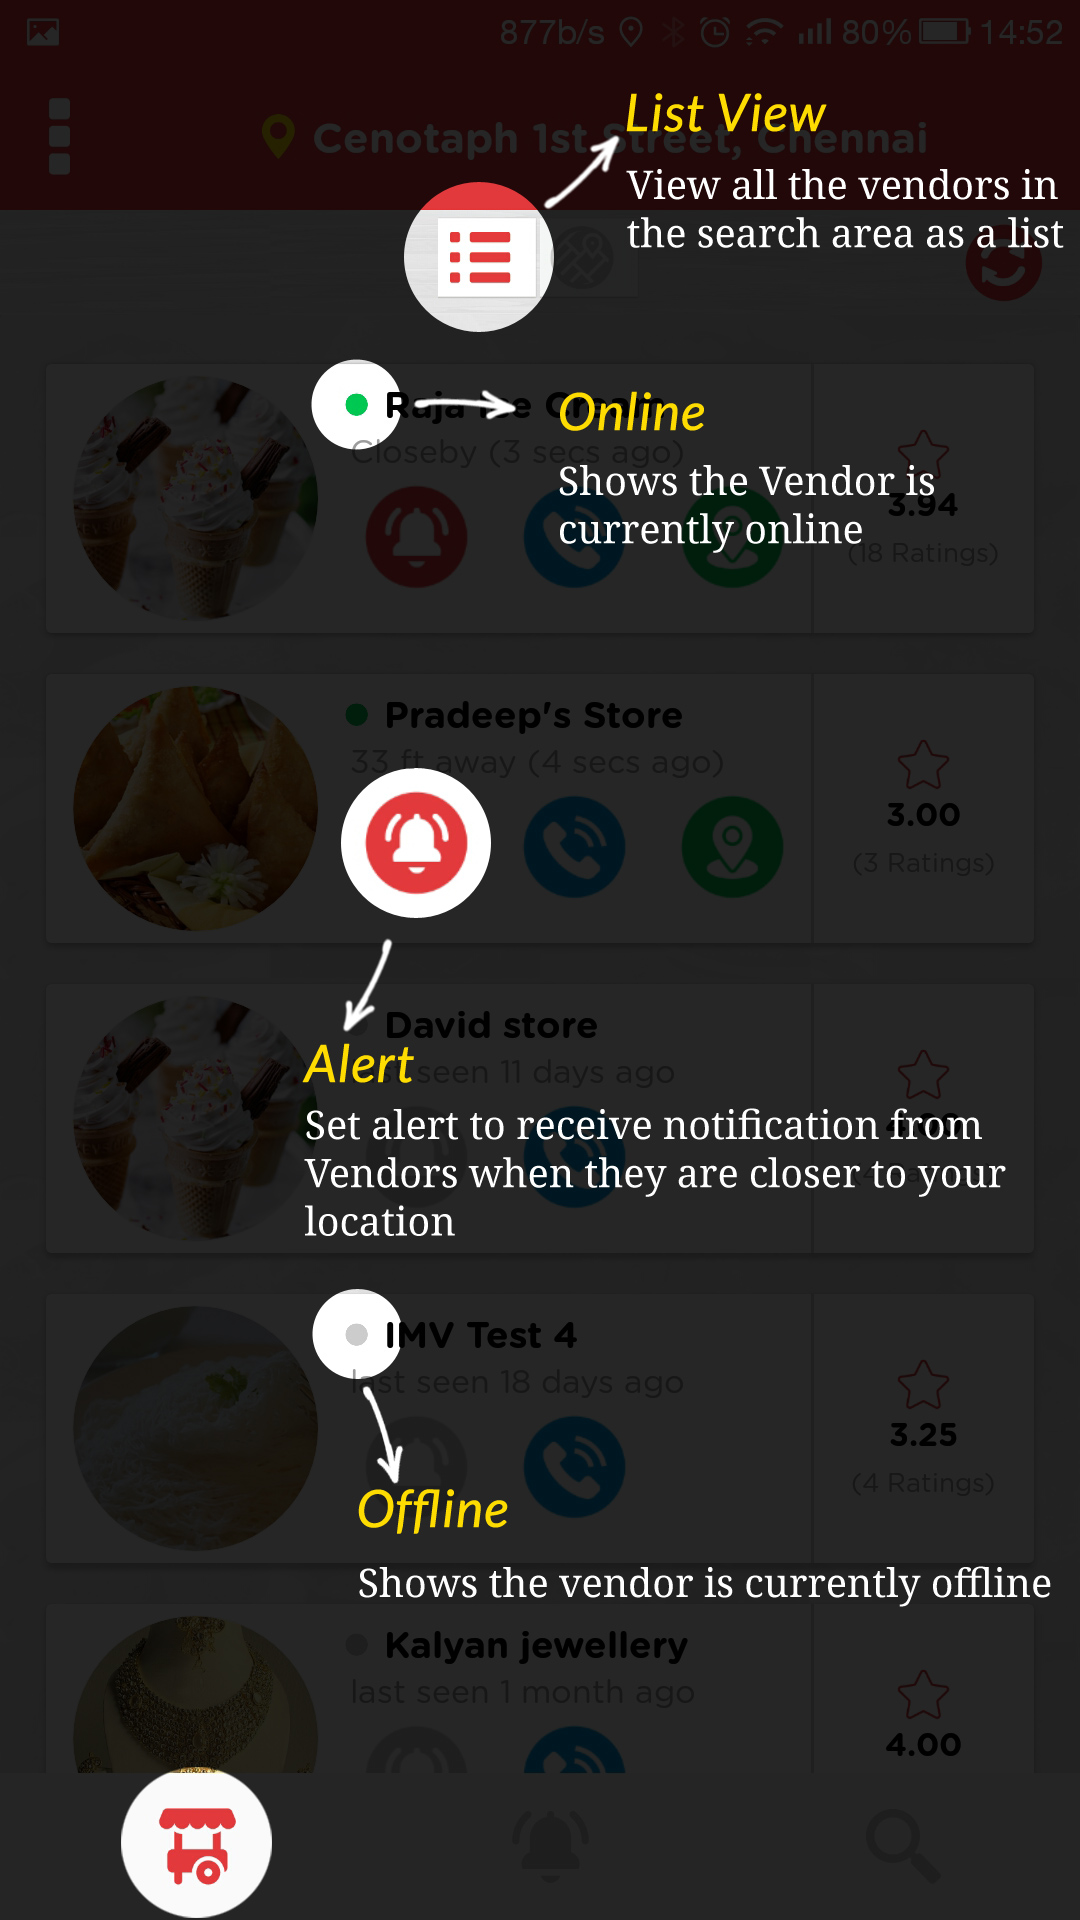 877b/s 80% 14:52
List View
Cenotaph 1st Street, Chennai
View all the vendors in
the search area as a list
Raja Ice Cream
Online
Closeby (3 secs ago)
Shows the Vendor is
currently online
3.94
(18 Ratings)
Pradeep's Store
33 ft away (4 secs ago)
3.00
(3 Ratings)
David store
Alert
seen 11 days ago
Set alert to receive notification from
Vendors when they are closer to your
location
IMV Test 4
last seen 18 days ago
3.25
(4 Ratings)
Offline
Shows the vendor is currently offline
Kalyan jewellery
last seen 1 month ago
4.00